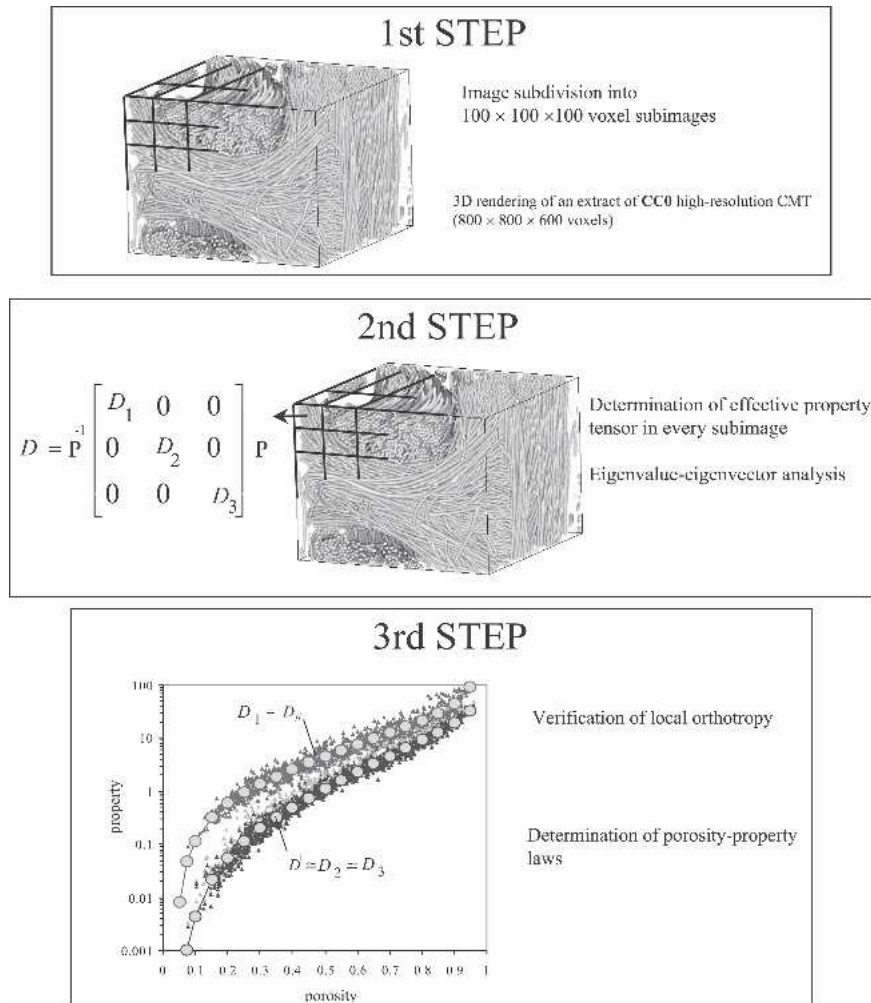 1st STEP
Image subdivision into
100 × 100 ×100 voxel subimages
3D rendering of an extract of CC0 high-resolution CMT
(800 × 800 × 600 voxels)
2nd STEP
D = P⁻¹ [ D₁ 0 0
0 D₂ 0
0 0 D₃ ] P
Determination of effective property
tensor in every subimage
Eigenvalue-eigenvector analysis
3rd STEP
property
100
10
1
0.1
0.01
0.001
D₁ =
D = D₂ = D₃
0 0.1 0 2 0.3 0.4 0.5 0 6 0 7 0 8 0 9 1
porosity
Verification of local orthotropy
Determination of porosity-property
laws